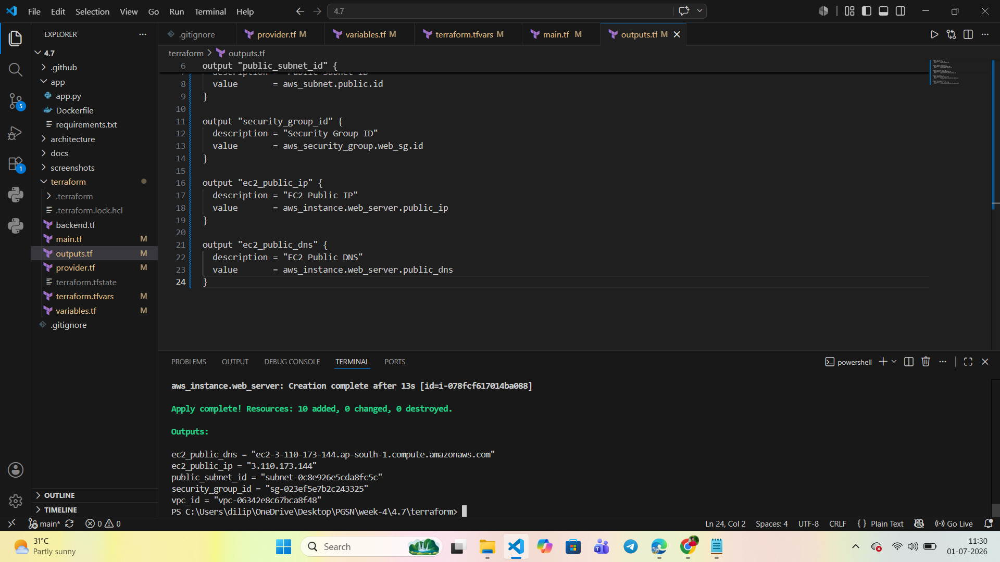 File Edit Selection View Go Run Terminal Help
4.7
EXPLORER
4.7
.github
app
app.py
Dockerfile
requirements.txt
architecture
docs
screenshots
terraform
.terraform
.terraform.lock.hcl
backend.tf
main.tf M
outputs.tf M
provider.tf M
terraform.tfstate
terraform.tfvars M
variables.tf M
.gitignore
OUTLINE
TIMELINE
5
1
.gitignore provider.tf M variables.tf M terraform.tfvars M main.tf M outputs.tf M
terraform > outputs.tf
6 output "public_subnet_id" {
8 value = aws_subnet.public.id
9 }
10
11 output "security_group_id" {
12 description = "Security Group ID"
13 value = aws_security_group.web_sg.id
14 }
15
16 output "ec2_public_ip" {
17 description = "EC2 Public IP"
18 value = aws_instance.web_server.public_ip
19 }
20
21 output "ec2_public_dns" {
22 description = "EC2 Public DNS"
23 value = aws_instance.web_server.public_dns
24 }
PROBLEMS OUTPUT DEBUG CONSOLE TERMINAL PORTS
powershell
aws_instance.web_server: Creation complete after 13s [id=i-078fcf617014ba088]
Apply complete! Resources: 10 added, 0 changed, 0 destroyed.
Outputs:
ec2_public_dns = "ec2-3-110-173-144.ap-south-1.compute.amazonaws.com"
ec2_public_ip = "3.110.173.144"
public_subnet_id = "subnet-0c8e926e5cda8fc5c"
security_group_id = "sg-023ef5e7b2c243325"
vpc_id = "vpc-06342e8c67bca8f48"
PS C:\Users\dilip\OneDrive\Desktop\PGSN\week-4\4.7\terraform>
main* 0 0 Ln 24, Col 2 Spaces: 4 UTF-8 CRLF {} Plain Text Go Live
31°C
Partly sunny
Search
11:30
01-07-2026